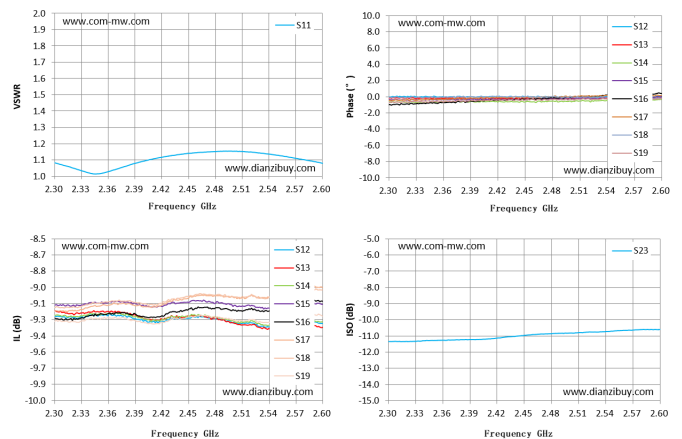 www.com-mw.com
S11
2.0
1.9
1.8
1.7
1.6
1.5
1.4
1.3
1.2
1.1
1.0
VSWR
www.dianzibuy.com
2.30 2.33 2.36 2.39 2.42 2.45 2.48 2.51 2.54 2.57 2.60
Frequency GHz
www.com-mw.com
10.0
8.0
6.0
4.0
2.0
0.0
-2.0
-4.0
-6.0
-8.0
-10.0
Phase (°)
S12
S13
S14
S15
S16
S17
S18
S19
www.dianzibuy.com
2.30 2.33 2.36 2.39 2.42 2.45 2.48 2.51 2.54 2.57 2.60
Frequency GHz
www.com-mw.com
-8.5
-8.7
-8.8
-9.0
-9.1
-9.3
-9.4
-9.6
-9.7
-9.9
-10.0
IL (dB)
S12
S13
S14
S15
S16
S17
S18
S19
www.dianzibuy.com
2.30 2.33 2.36 2.39 2.42 2.45 2.48 2.51 2.54 2.57 2.60
Frequency GHz
www.com-mw.com
S23
-5.0
-6.0
-7.0
-8.0
-9.0
-10.0
-11.0
-12.0
-13.0
-14.0
-15.0
ISO (dB)
www.dianzibuy.com
2.30 2.33 2.36 2.39 2.42 2.45 2.48 2.51 2.54 2.57 2.60
Frequency GHz